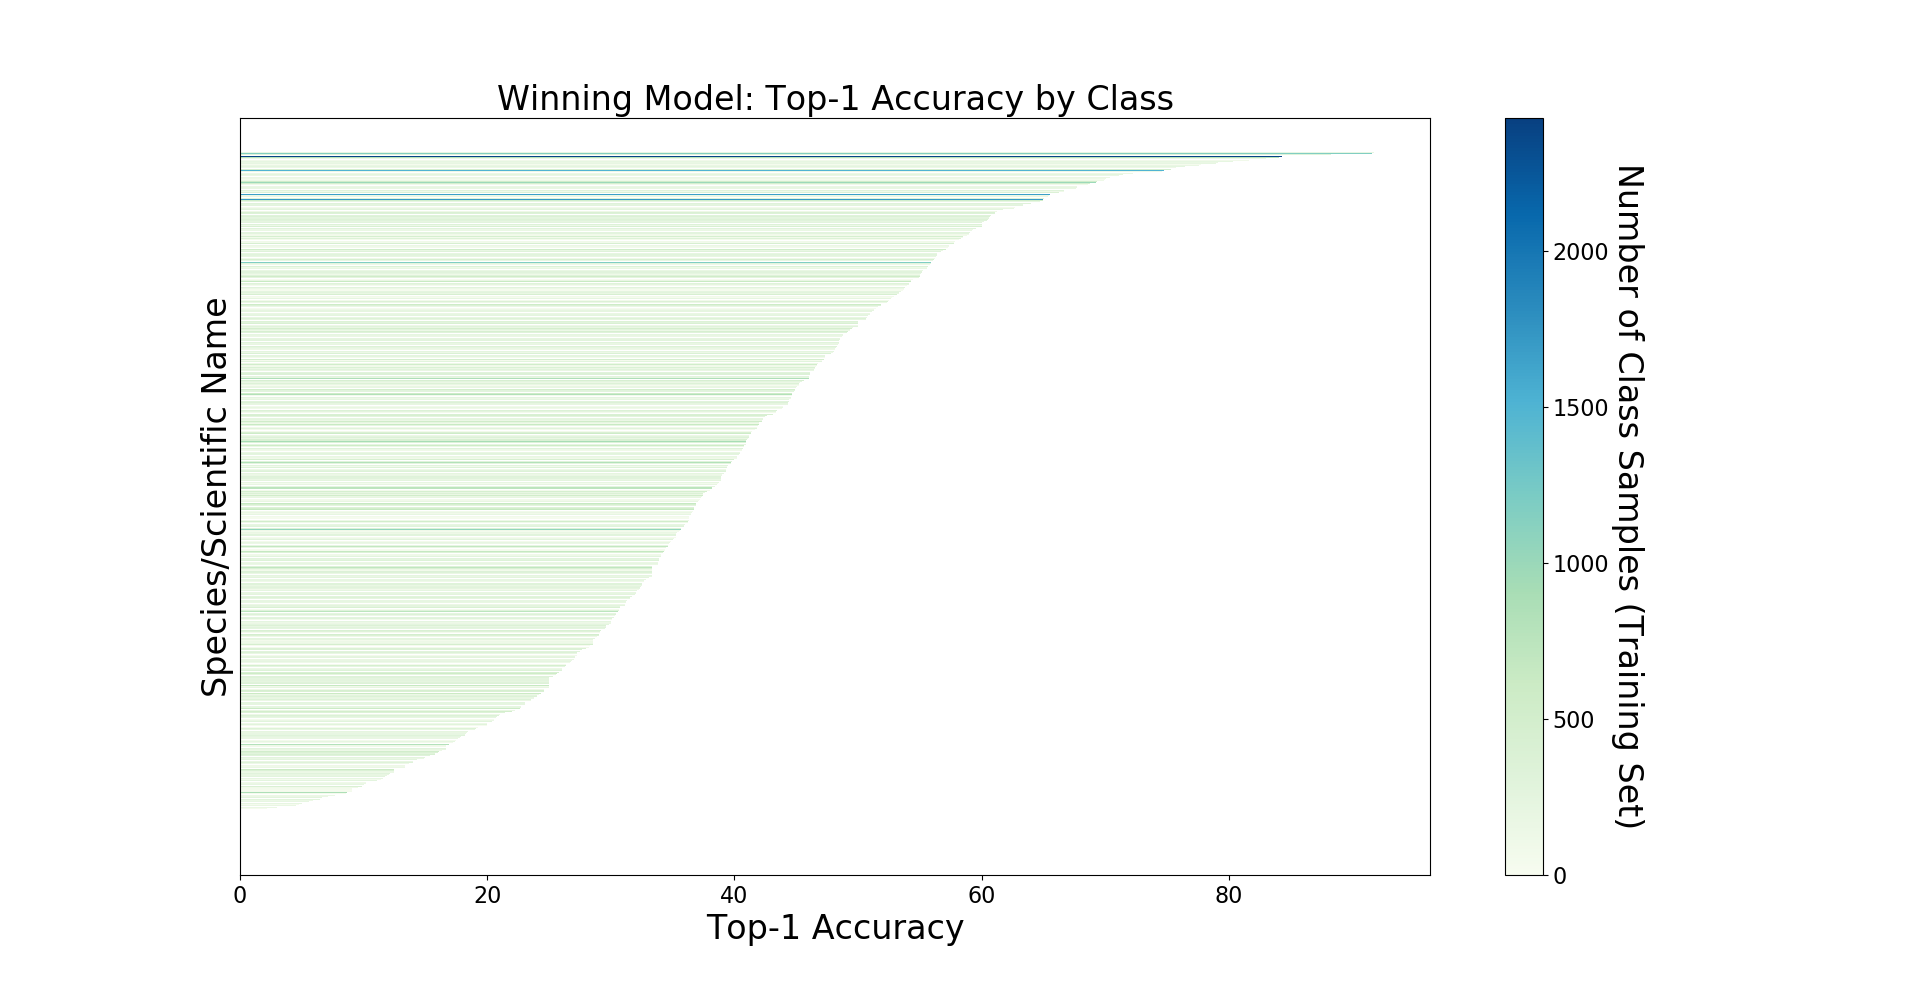 Winning Model: Top-1 Accuracy by Class
Species/Scientific Name
0
20
40
60
80
Top-1 Accuracy
2000
1500
1000
500
0
Number of Class Samples (Training Set)